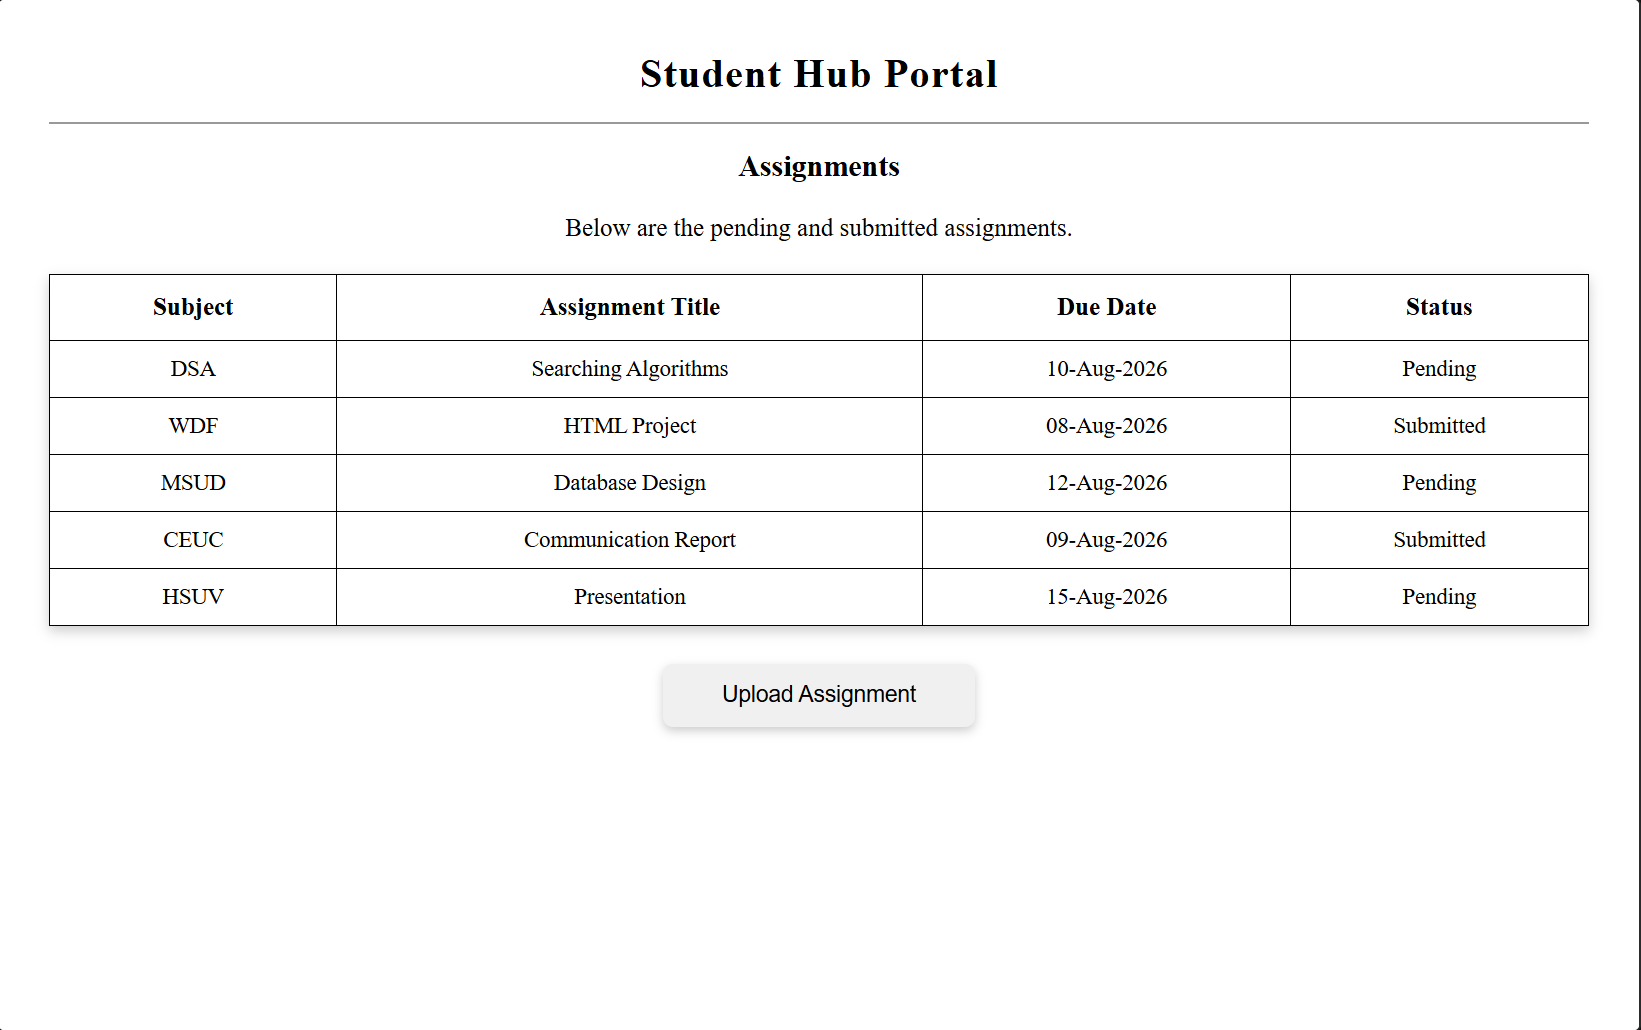 Student Hub Portal
Assignments
Below are the pending and submitted assignments.
Subject Assignment Title Due Date Status
DSA Searching Algorithms 10-Aug-2026 Pending
WDF HTML Project 08-Aug-2026 Submitted
MSUD Database Design 12-Aug-2026 Pending
CEUC Communication Report 09-Aug-2026 Submitted
HSUV Presentation 15-Aug-2026 Pending
Upload Assignment